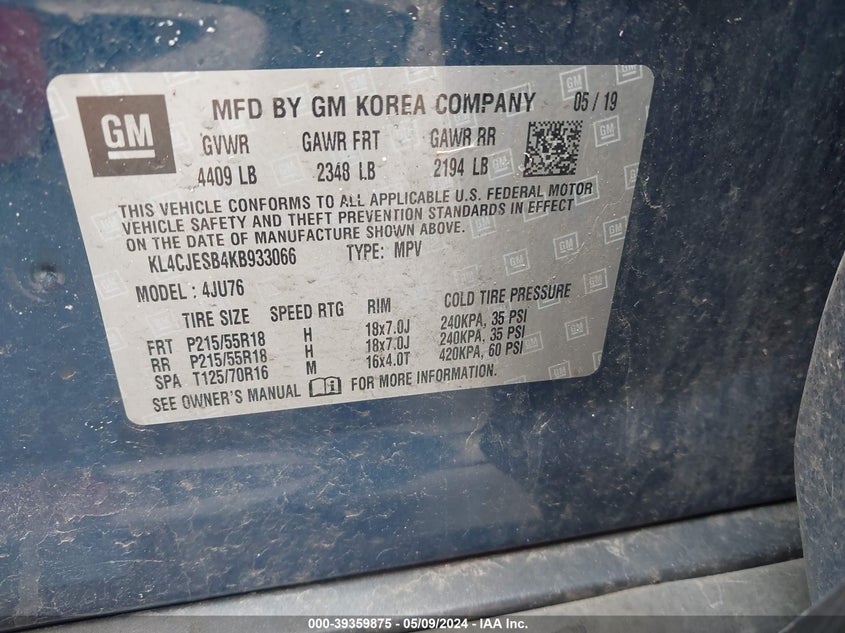 GM
MFD BY GM KOREA COMPANY 05/19
GVWR GAWR FRT GAWR RR
4409 LB 2348 LB 2194 LB
THIS VEHICLE CONFORMS TO ALL APPLICABLE U.S. FEDERAL MOTOR
VEHICLE SAFETY AND THEFT PREVENTION STANDARDS IN EFFECT
ON THE DATE OF MANUFACTURE SHOWN ABOVE.
KL4CJESB4KB933066 TYPE: MPV
MODEL: 4JU76
TIRE SIZE SPEED RTG RIM COLD TIRE PRESSURE
FRT P215/55R18 H 18x7.0J 240KPA, 35 PSI
RR P215/55R18 H 18x7.0J 240KPA, 35 PSI
SPA T125/70R16 M 16x4.0T 420KPA, 60 PSI
SEE OWNER'S MANUAL FOR MORE INFORMATION.
000-39359875 - 05/09/2024 - IAA Inc.